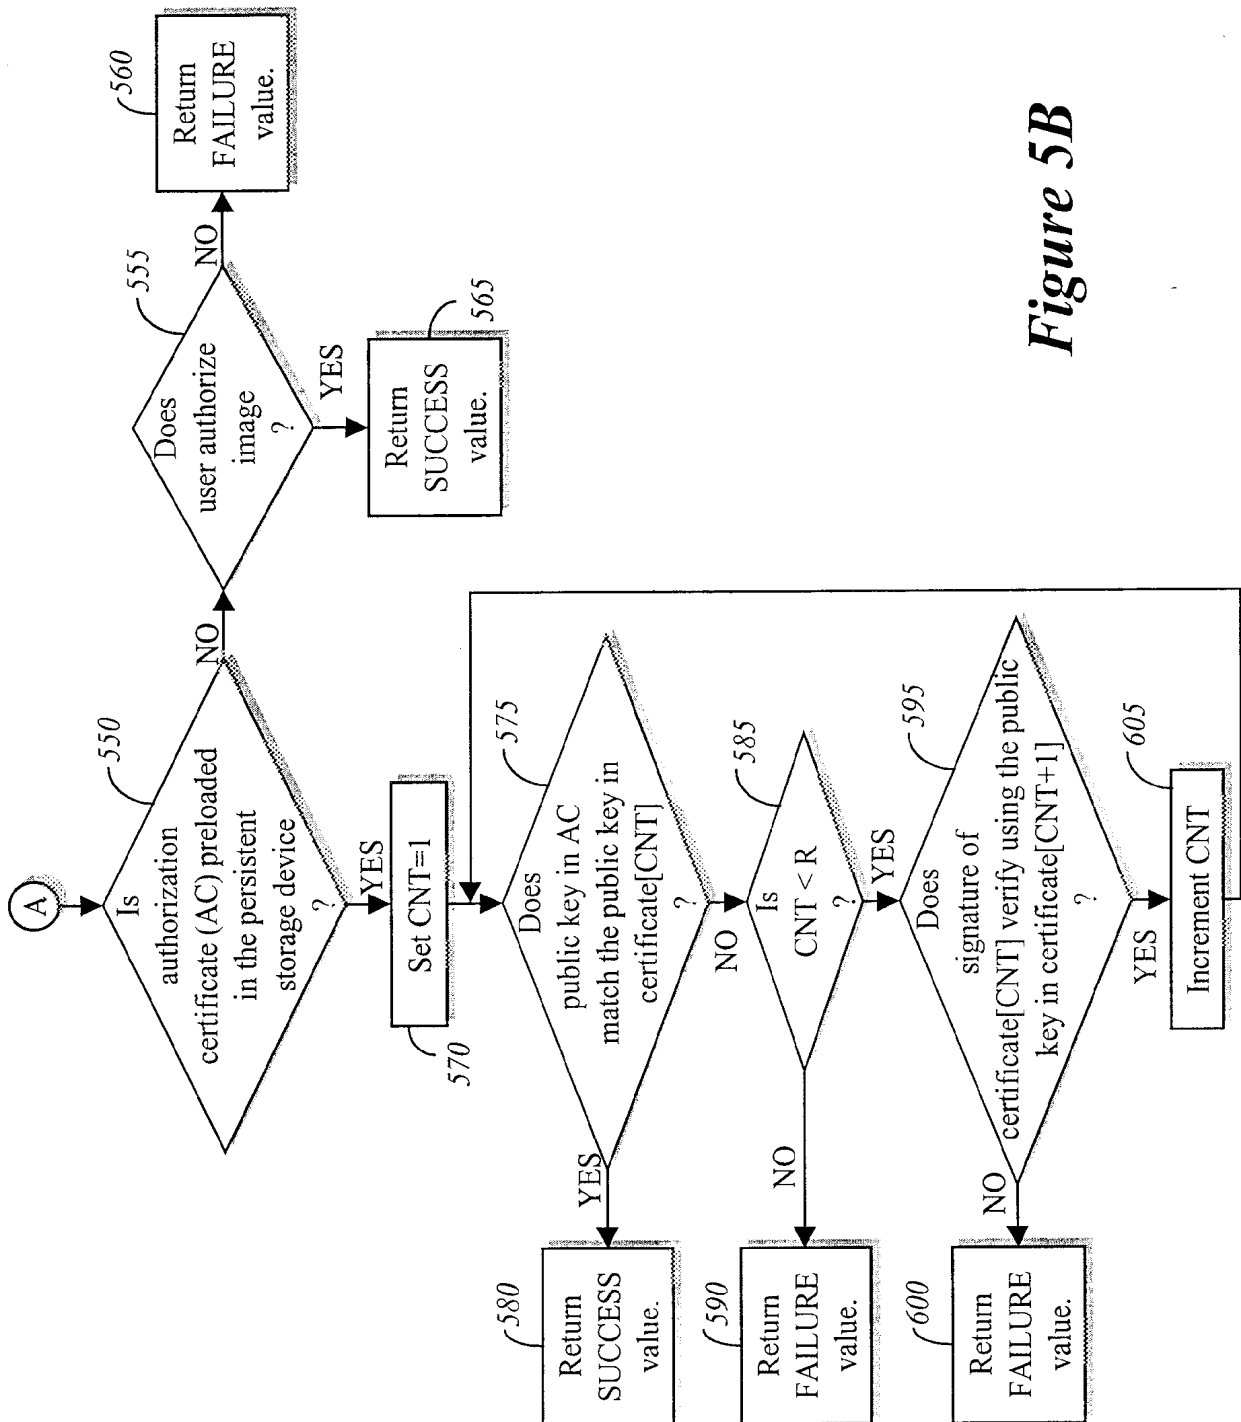 A
550
Is
authorization
certificate (AC) preloaded
in the persistent
storage device
?
NO
YES
555
Does
user authorize
image
?
NO
YES
560
Return
FAILURE
value.
565
Return
SUCCESS
value.
570
Set CNT=1
575
Does
public key in AC
match the public key in
certificate[CNT]
?
YES
NO
580
Return
SUCCESS
value.
585
Is
CNT < R
?
NO
YES
590
Return
FAILURE
value.
595
Does
signature of
certificate[CNT] verify using the public
key in certificate[CNT+1]
?
NO
YES
600
Return
FAILURE
value.
605
Increment CNT
Figure 5B